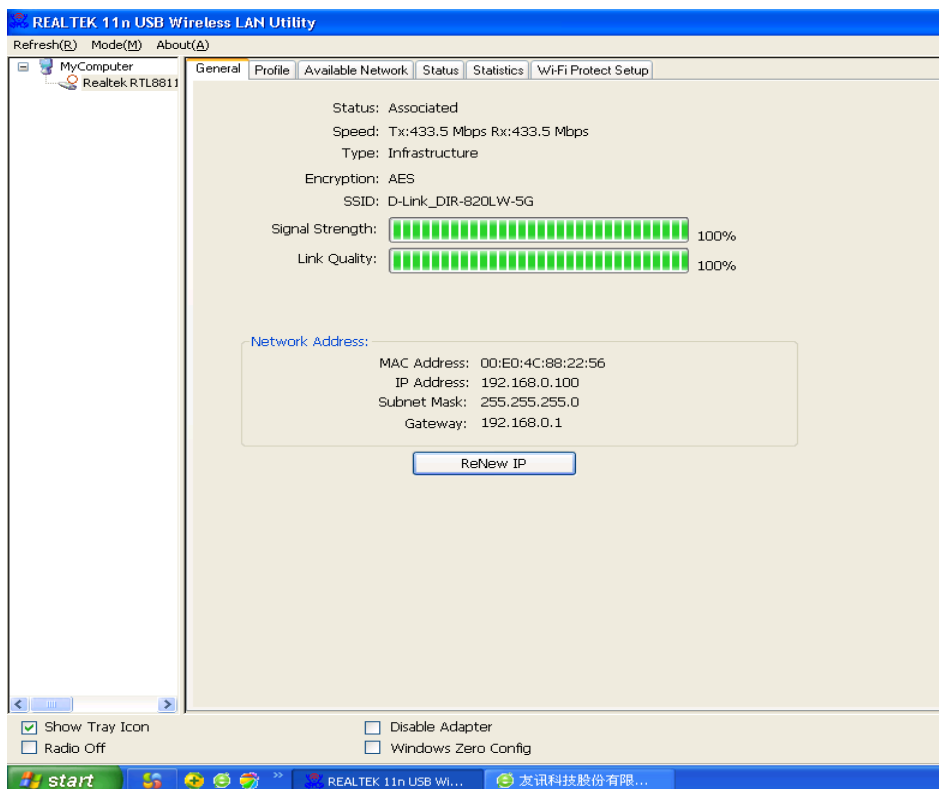 REALTEK 11n USB Wireless LAN Utility
Refresh(R) Mode(M) About(A)
MyComputer
Realtek RTL8811
General Profile Available Network Status Statistics Wi-Fi Protect Setup
Status: Associated
Speed: Tx:433.5 Mbps Rx:433.5 Mbps
Type: Infrastructure
Encryption: AES
SSID: D-Link_DIR-820LW-5G
Signal Strength: 100%
Link Quality: 100%
Network Address:
MAC Address: 00:E0:4C:88:22:56
IP Address: 192.168.0.100
Subnet Mask: 255.255.255.0
Gateway: 192.168.0.1
ReNew IP
Show Tray Icon Disable Adapter
Radio Off Windows Zero Config
start REALTEK 11n USB Wi... 友讯科技股份有限...